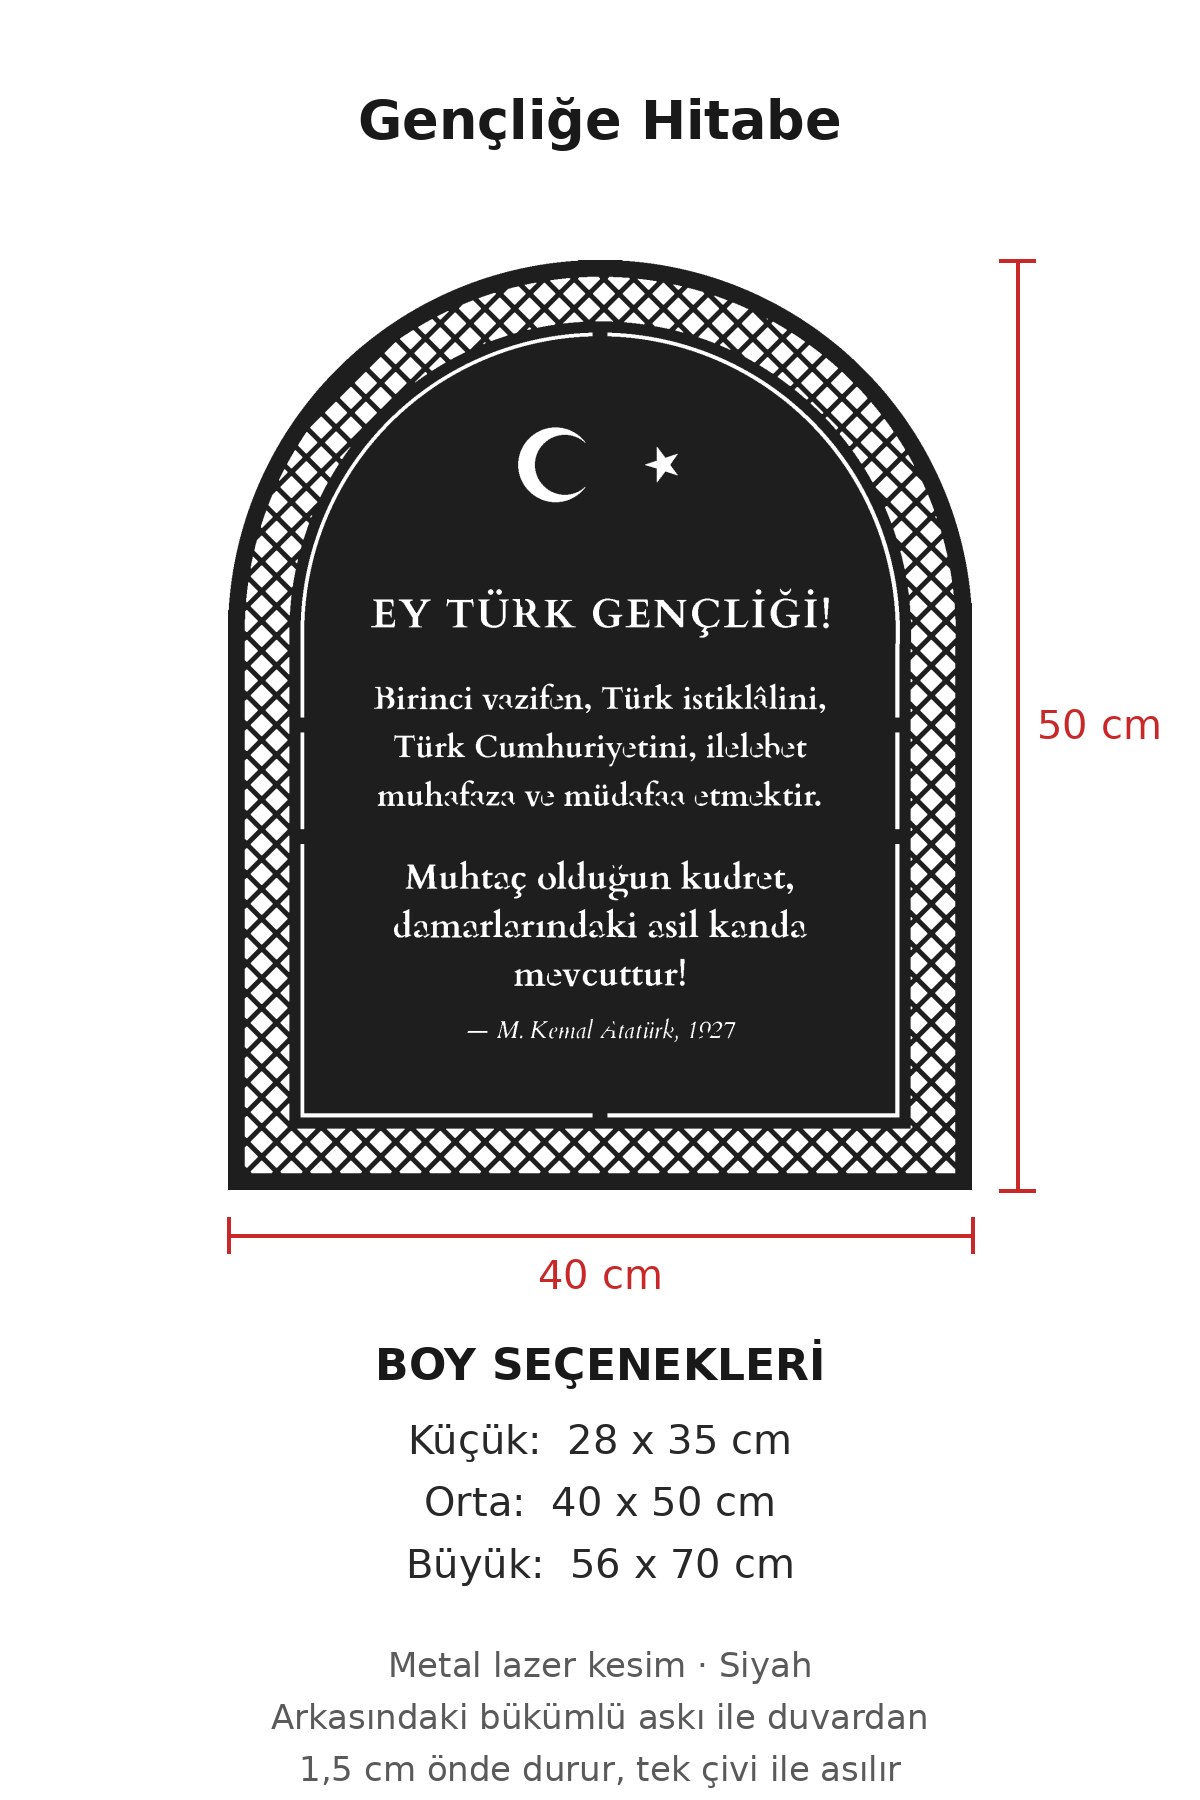 Gençliğe Hitabe
EY TÜRK GENÇLİĞİ!
Birinci vazifen, Türk istiklâlini,
Türk Cumhuriyetini, ilelebet
muhafaza ve müdafaa etmektir.
Muhtaç olduğun kudret,
damarlarındaki asil kanda
mevcuttur!
— M. Kemal Atatürk, 1927
50 cm
40 cm
BOY SEÇENEKLERİ
Küçük: 28 x 35 cm
Orta: 40 x 50 cm
Büyük: 56 x 70 cm
Metal lazer kesim · Siyah
Arkasındaki bükümlü askı ile duvardan
1,5 cm önde durur, tek çivi ile asılır